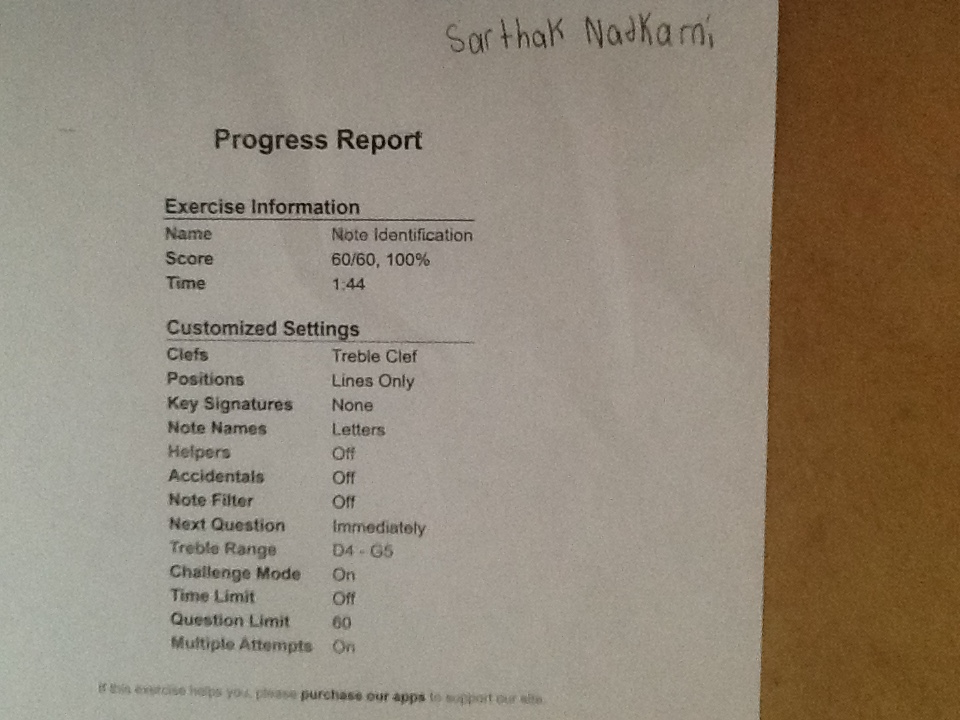 Sarthak Nadkarni
Progress Report
Exercise Information
Name Note Identification
Score 60/60, 100%
Time 1:44
Customized Settings
Clefs Treble Clef
Positions Lines Only
Key Signatures None
Note Names Letters
Helpers Off
Accidentals Off
Note Filter Off
Next Question Immediately
Treble Range D4 - G5
Challenge Mode On
Time Limit Off
Question Limit 60
Multiple Attempts On
If this exercise helps you, please purchase our apps to support our site.